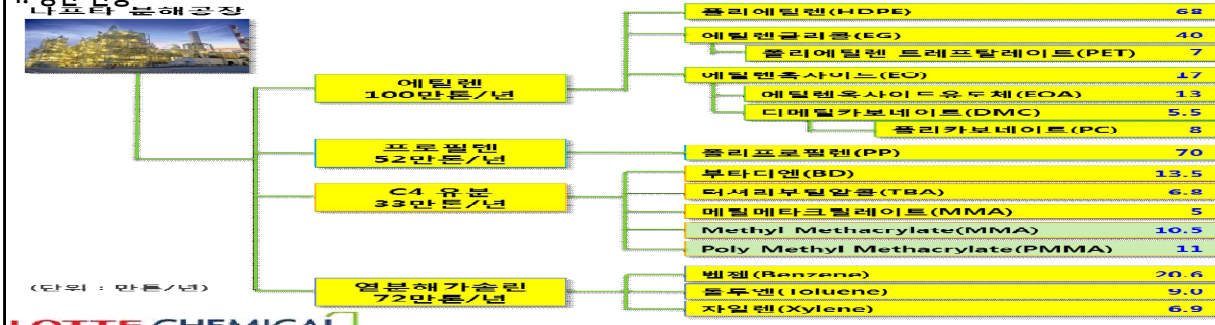 나프타 분해공장
에틸렌
100만톤/년
프로필렌
52만톤/년
C4 유분
33만톤/년
열분해가솔린
72만톤/년
폴리에틸렌(HDPE) 68
에틸렌글리콜(EG) 40
폴리에틸렌 트레프탈레이트(PET) 7
에틸렌옥사이드(EO) 17
에틸렌옥사이드유도체(EOA) 13
디메틸카보네이트(DMC) 5.5
폴리카보네이트(PC) 8
폴리프로필렌(PP) 70
부타디엔(BD) 13.5
터셔리부틸알콜(TBA) 6.8
메틸메타크릴레이트(MMA) 5
Methyl Methacrylate(MMA) 10.5
Poly Methyl Methacrylate(PMMA) 11
벤젠(Benzene) 20.6
톨루엔(Toluene) 9.0
자일렌(Xylene) 6.9
(단위 : 만톤/년)
LOTTE CHEMICAL